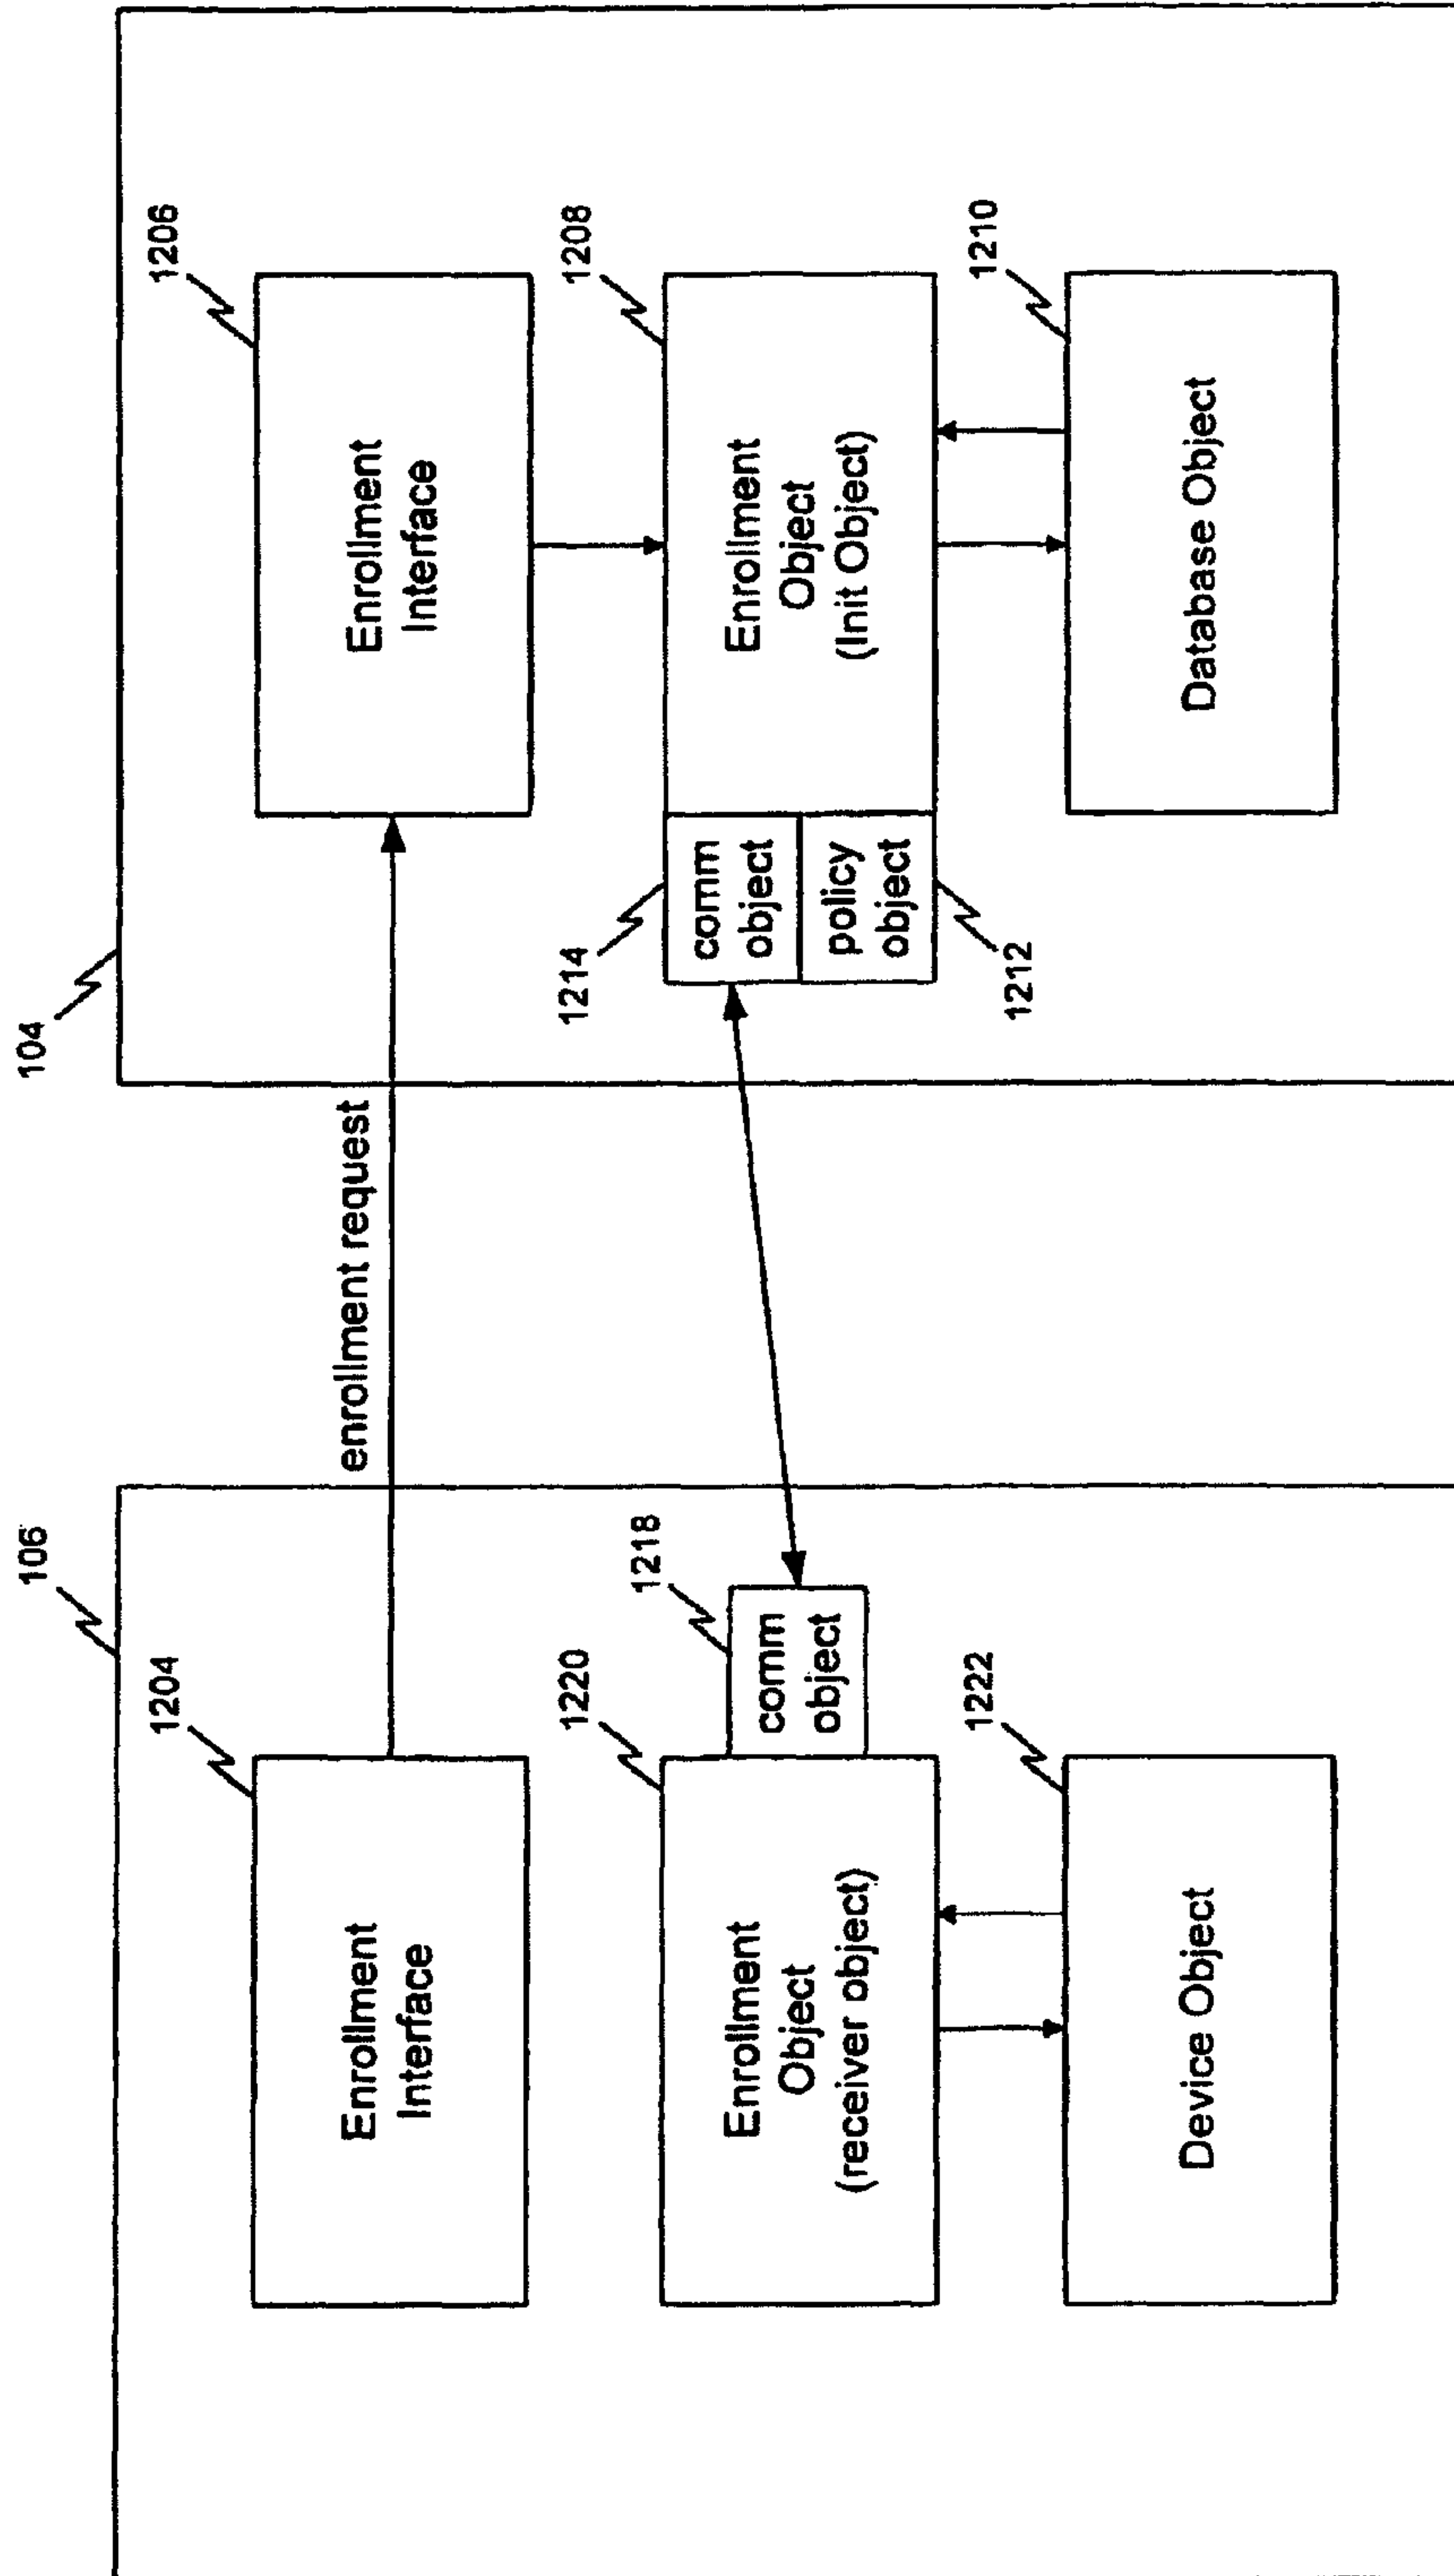 106
1204
Enrollment
Interface
enrollment request
1220
Enrollment
Object
(receiver object)
1218
comm
object
1222
Device Object
104
1206
Enrollment
Interface
1208
Enrollment
Object
(Init Object)
1214
comm
object
policy
object
1212
1210
Database Object